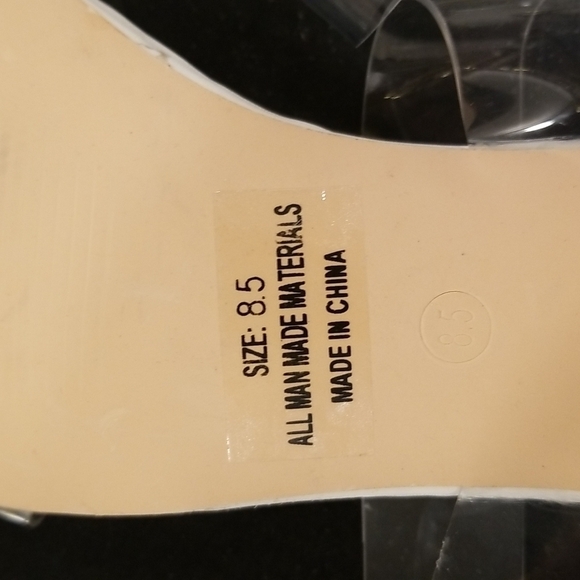 SIZE: 8.5
ALL MAN MADE MATERIALS
MADE IN CHINA
8.5